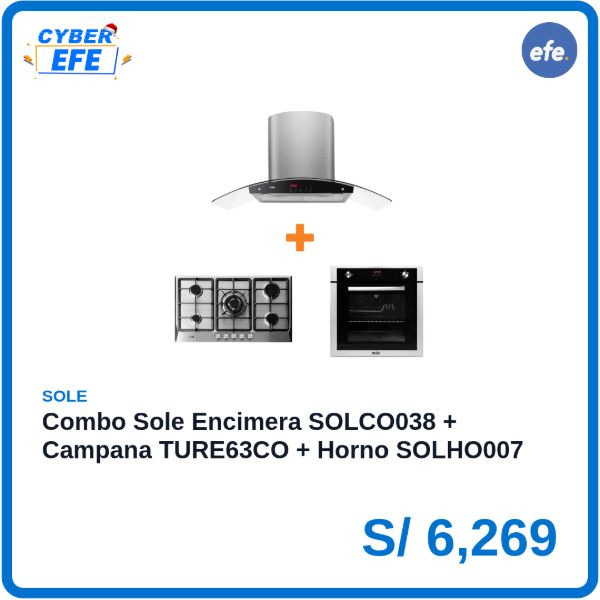 CYBER
EFE
efe.
SOLE
Combo Sole Encimera SOLCO038 +
Campana TURE63CO + Horno SOLHO007
S/ 6,269